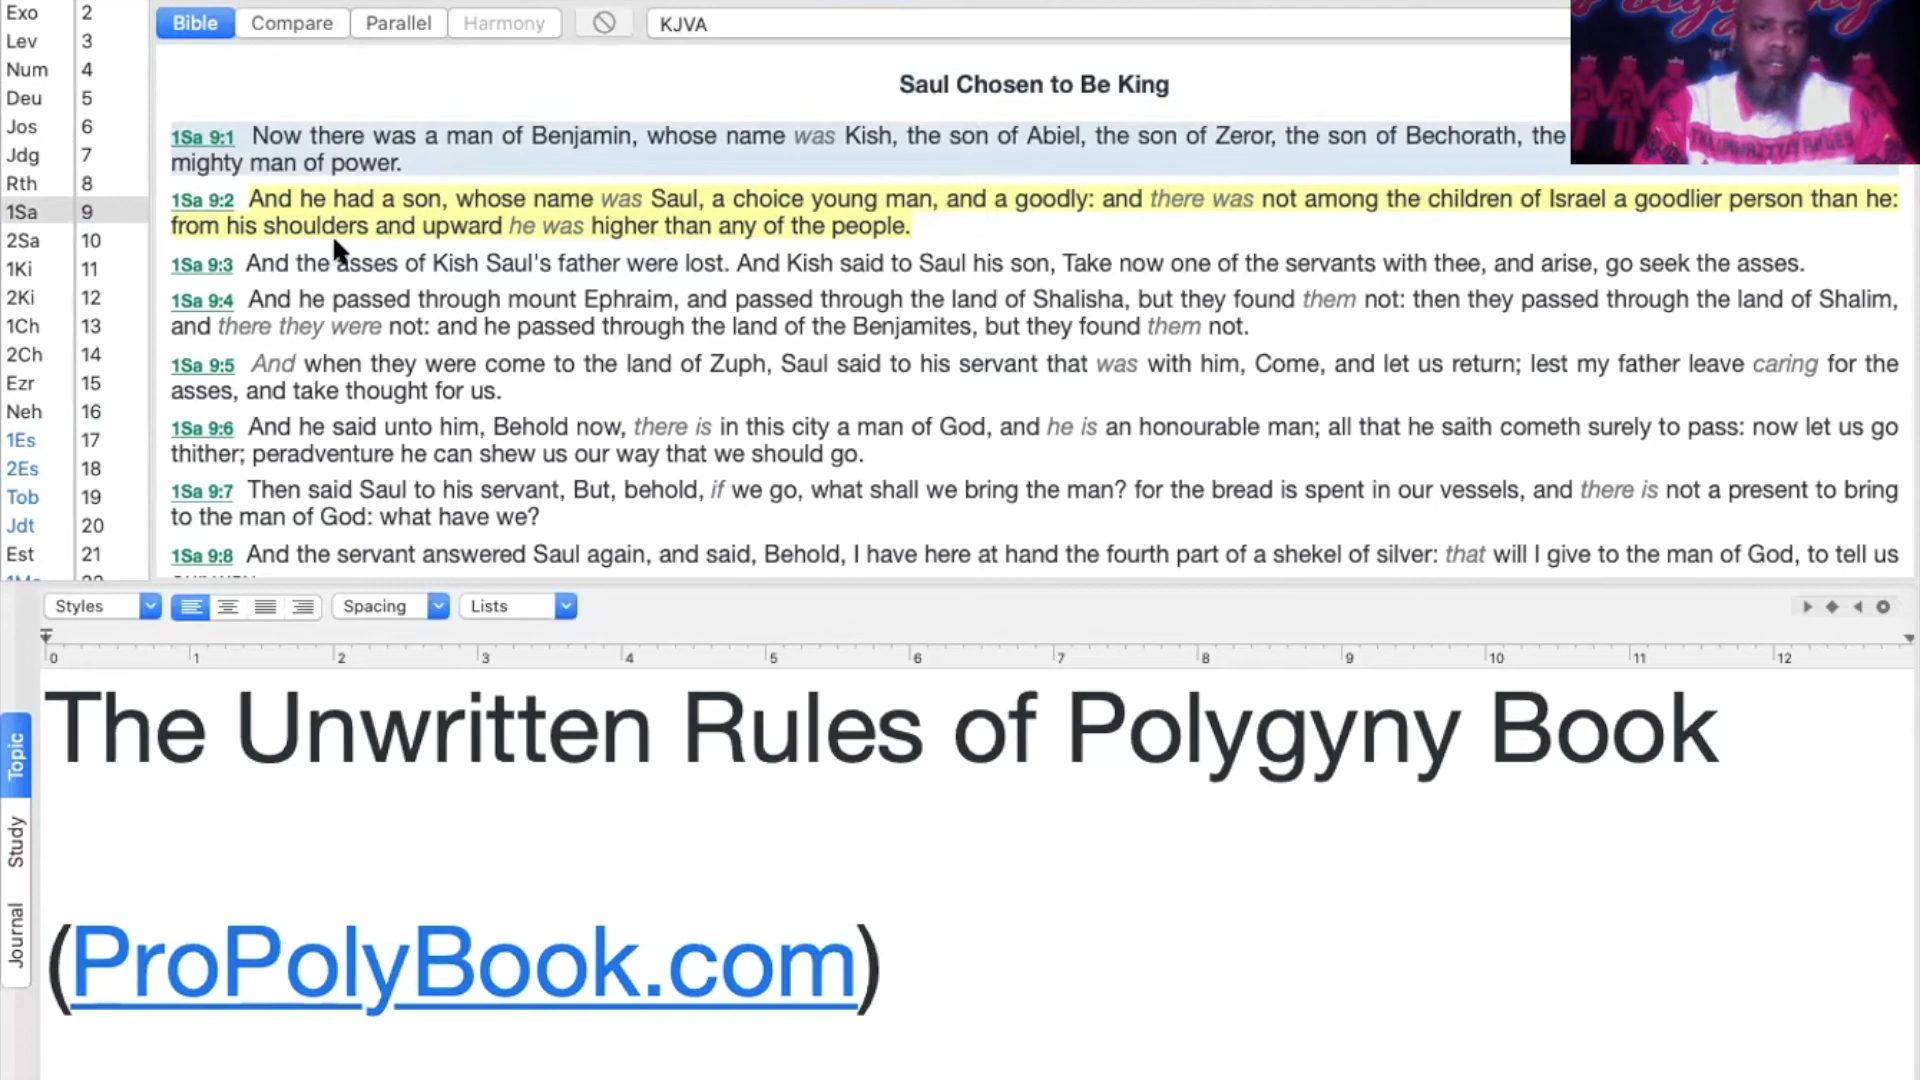 Exo 2
Lev 3
Num 4
Deu 5
Jos 6
Jdg 7
Rth 8
1Sa 9
2Sa 10
1Ki 11
2Ki 12
1Ch 13
2Ch 14
Ezr 15
Neh 16
1Es 17
2Es 18
Tob 19
Jdt 20
Est 21
Bible Compare Parallel Harmony KJVA
Saul Chosen to Be King
1Sa 9:1 Now there was a man of Benjamin, whose name was Kish, the son of Abiel, the son of Zeror, the son of Bechorath, the
mighty man of power.
1Sa 9:2 And he had a son, whose name was Saul, a choice young man, and a goodly: and there was not among the children of Israel a goodlier person than he:
from his shoulders and upward he was higher than any of the people.
1Sa 9:3 And the asses of Kish Saul's father were lost. And Kish said to Saul his son, Take now one of the servants with thee, and arise, go seek the asses.
1Sa 9:4 And he passed through mount Ephraim, and passed through the land of Shalisha, but they found them not: then they passed through the land of Shalim,
and there they were not: and he passed through the land of the Benjamites, but they found them not.
1Sa 9:5 And when they were come to the land of Zuph, Saul said to his servant that was with him, Come, and let us return; lest my father leave caring for the
asses, and take thought for us.
1Sa 9:6 And he said unto him, Behold now, there is in this city a man of God, and he is an honourable man; all that he saith cometh surely to pass: now let us go
thither; peradventure he can shew us our way that we should go.
1Sa 9:7 Then said Saul to his servant, But, behold, if we go, what shall we bring the man? for the bread is spent in our vessels, and there is not a present to bring
to the man of God: what have we?
1Sa 9:8 And the servant answered Saul again, and said, Behold, I have here at hand the fourth part of a shekel of silver: that will I give to the man of God, to tell us
Styles Spacing Lists
0 1 2 3 4 5 6 7 8 9 10 11 12
Topic
Study
Journal
The Unwritten Rules of Polygyny Book
(ProPolyBook.com)